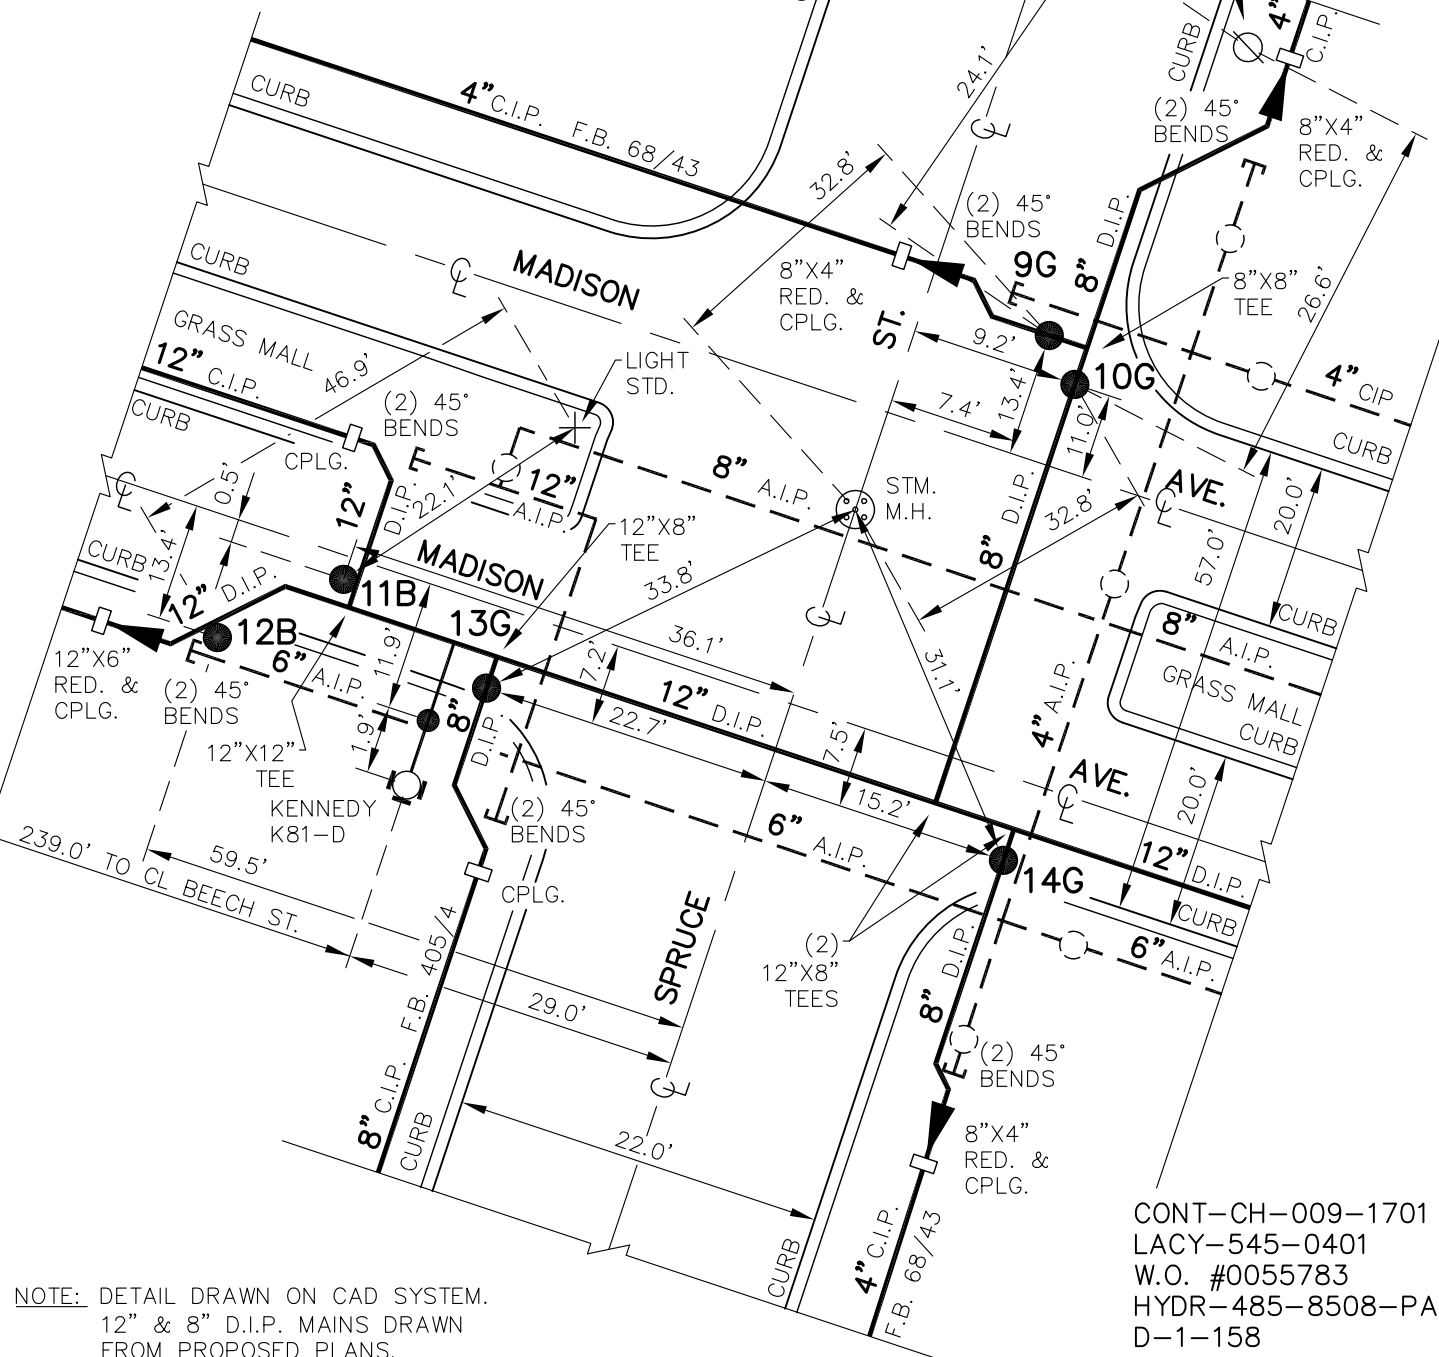 4"
C.I.P.
CURB
4" C.I.P. F.B. 68/43
CURB
24.1'
32.8'
℄
(2) 45°
BENDS
8"X4"
RED. &
CPLG.
(2) 45°
BENDS
D.I.P.
8"
9G
8"X8"
TEE
26.6'
CURB
℄
MADISON
8"X4"
RED. &
CPLG.
ST.
9.2'
10G
4" CIP
GRASS MALL
12" C.I.P.
46.9'
LIGHT
STD.
(2) 45°
BENDS
CURB
CPLG.
7.4'
13.4'
11.0'
CURB
℄
0.5'
12"
D.I.P.
22.1'
12"
A.I.P.
8"
A.I.P.
STM.
M.H.
D.I.P.
8"
32.8'
℄
AVE.
20.0'
57.0'
12"X8"
TEE
CURB
13.4'
12"
D.I.P.
MADISON
11B
33.8'
℄
12B
13G
36.1'
31.1'
8"
A.I.P.
CURB
12"X6"
RED. &
CPLG.
(2) 45°
BENDS
6"
A.I.P.
11.9'
7.2'
12" D.I.P.
4" A.I.P.
GRASS MALL
CURB
12"X12"
TEE
1.9'
8"
D.I.P.
22.7'
7.5'
AVE.
℄
KENNEDY
K81-D
(2) 45°
BENDS
15.2'
20.0'
239.0' TO CL BEECH ST.
59.5'
6"
A.I.P.
12" D.I.P.
CPLG.
14G
CURB
(2)
12"X8"
TEES
6" A.I.P.
SPRUCE
29.0'
D.I.P.
8"
(2) 45°
BENDS
℄
8" C.I.P. F.B. 405/4
CURB
22.0'
8"X4"
RED. &
CPLG.
CURB
4" C.I.P.
F.B. 68/43
CONT-CH-009-1701
LACY-545-0401
W.O. #0055783
HYDR-485-8508-PA
D-1-158
NOTE: DETAIL DRAWN ON CAD SYSTEM.
12" & 8" D.I.P. MAINS DRAWN
FROM PROPOSED PLANS.